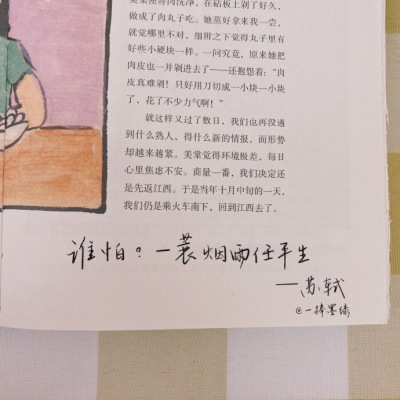 美棠便将肉洗净，在砧板上剁了好久，
做成了肉丸子吃。她蒸好拿来我一尝，
就觉哪里不对，细辨之下觉得丸子里有
好些小硬块一样。一问究竟，原来她把
肉皮也一并剁进去了——还抱怨着：“肉
皮真难剁！只好用刀切成一小块一小块
了，花了不少力气啊！”
就这样又过了数日，我们也再没遇
到什么熟人，得什么新的情报，而形势
却越来越紧。美棠觉得环境极差，每日
心里焦虑不安。商量一番，我们决定还
是先返江西。于是当年十月中旬的一天，
我们仍是乘火车南下，回到江西去了。
谁怕？一蓑烟雨任平生
——苏轼
@一捧墨绣